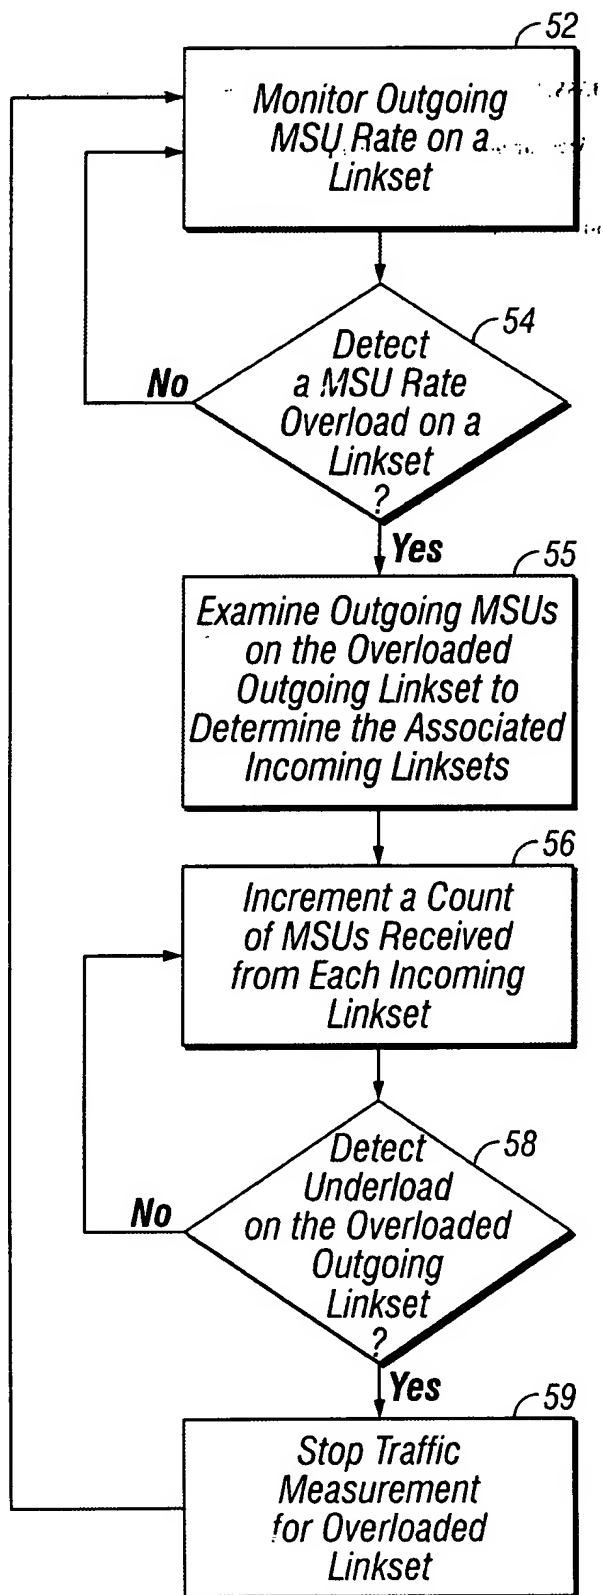 52
Monitor Outgoing
MSU Rate on a
Linkset
54
Detect
a MSU Rate
Overload on a
Linkset
?
No
Yes
55
Examine Outgoing MSUs
on the Overloaded
Outgoing Linkset to
Determine the Associated
Incoming Linksets
56
Increment a Count
of MSUs Received
from Each Incoming
Linkset
58
Detect
Underload
on the Overloaded
Outgoing
Linkset
?
No
Yes
59
Stop Traffic
Measurement
for Overloaded
Linkset